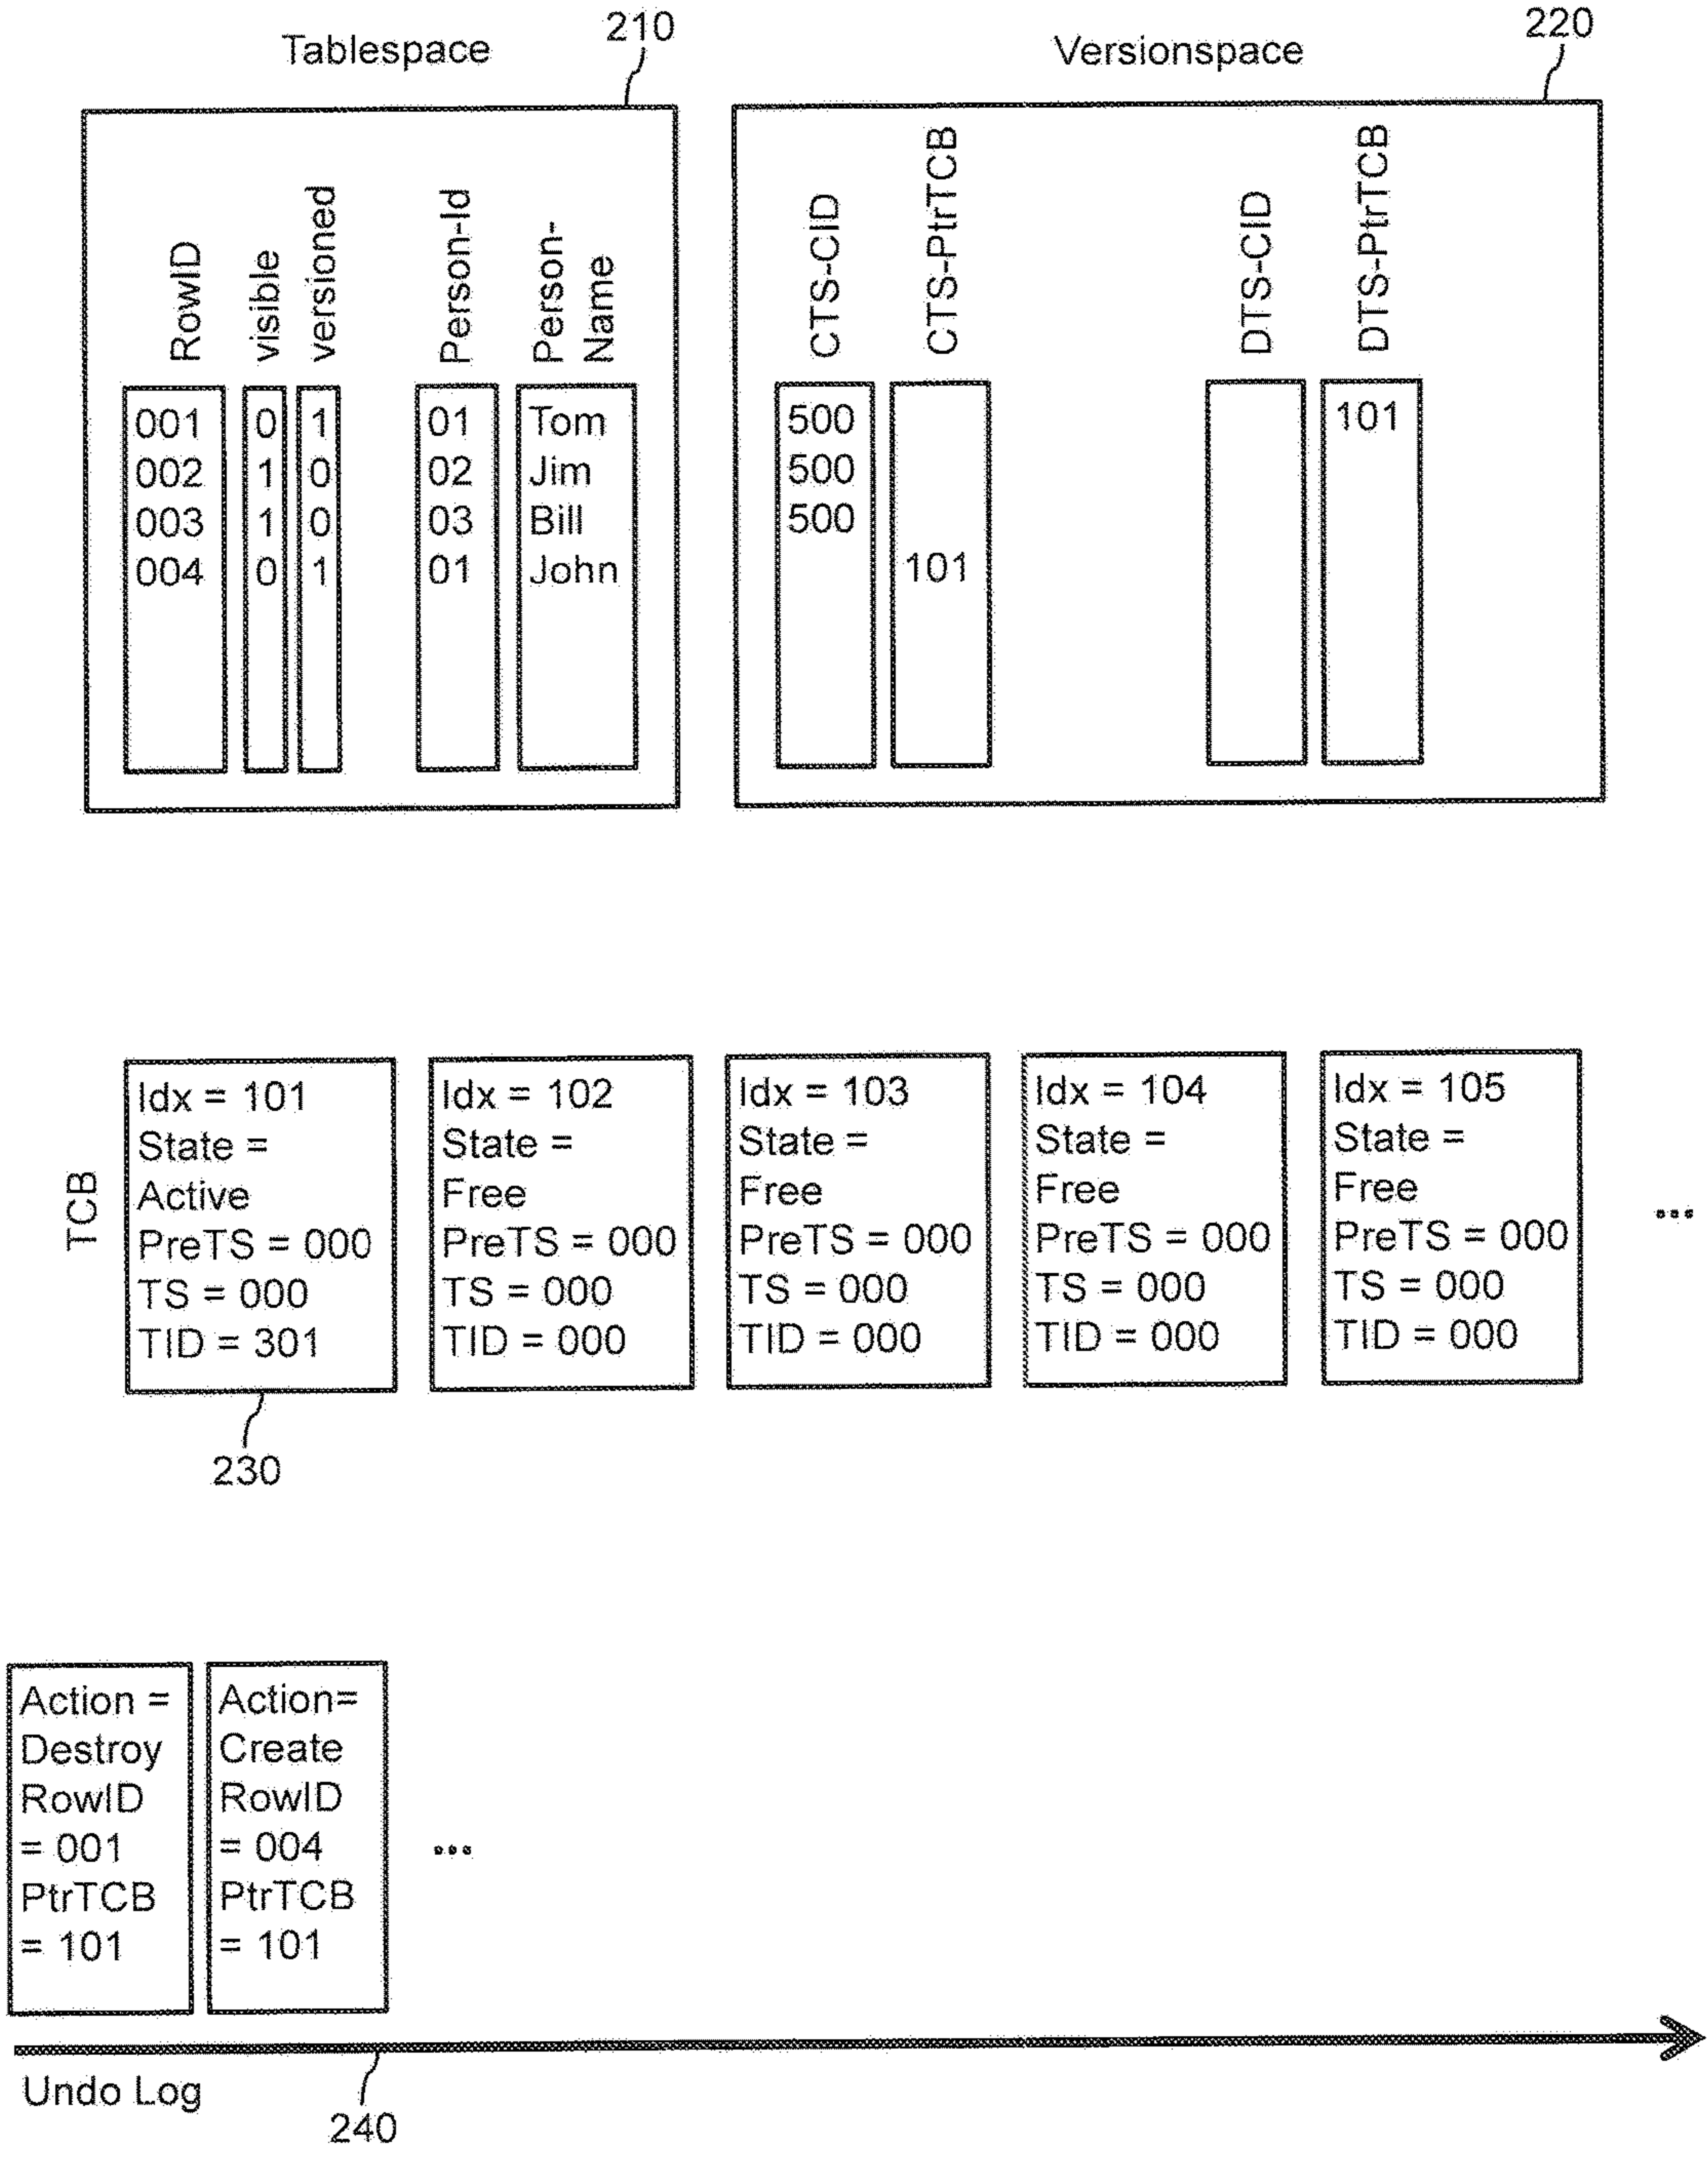 Tablespace
210
Versionspace
220
RowID
visible
versioned
Person-Id
Person-
Name
CTS-CID
CTS-PtrTCB
DTS-CID
DTS-PtrTCB
001 0 1 01 Tom 500 101
002 1 0 02 Jim 500
003 1 0 03 Bill 500
004 0 1 01 John 101
TCB
Idx = 101
State =
Active
PreTS = 000
TS = 000
TID = 301
Idx = 102
State =
Free
PreTS = 000
TS = 000
TID = 000
Idx = 103
State =
Free
PreTS = 000
TS = 000
TID = 000
Idx = 104
State =
Free
PreTS = 000
TS = 000
TID = 000
Idx = 105
State =
Free
PreTS = 000
TS = 000
TID = 000
...
230
Action =
Destroy
RowID
= 001
PtrTCB
= 101
Action=
Create
RowID
= 004
PtrTCB
= 101
...
Undo Log
240